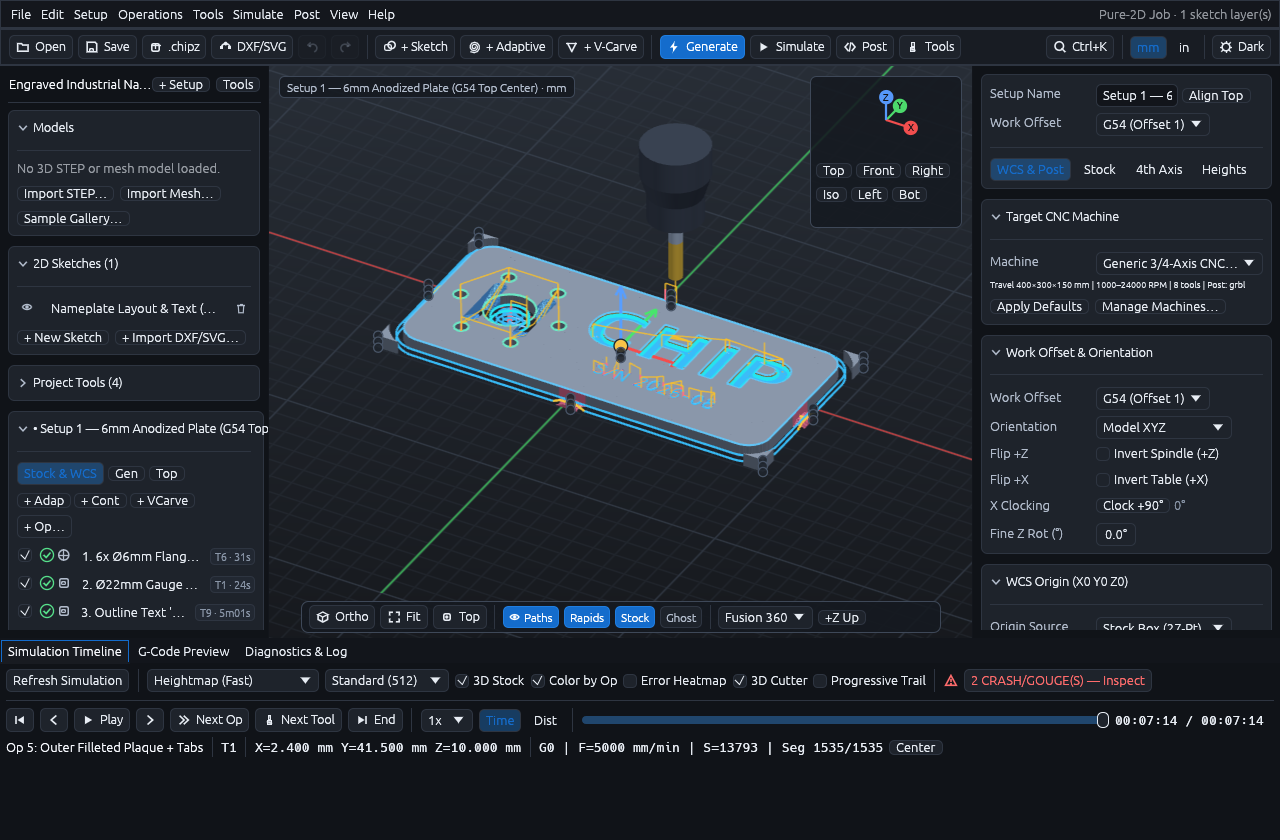 File Edit Setup Operations Tools Simulate Post View Help
Pure-2D Job · 1 sketch layer(s)
Open Save .chipz DXF/SVG + Sketch + Adaptive + V-Carve Generate Simulate Post Tools Ctrl+K mm in Dark
Engraved Industrial Na... + Setup Tools
Models
No 3D STEP or mesh model loaded.
Import STEP... Import Mesh...
Sample Gallery...
2D Sketches (1)
Nameplate Layout & Text (...
+ New Sketch + Import DXF/SVG...
Project Tools (4)
• Setup 1 — 6mm Anodized Plate (G54 Top
Stock & WCS Gen Top
+ Adap + Cont + VCarve
+ Op...
1. 6x Ø6mm Flang... T6 · 31s
2. Ø22mm Gauge ... T1 · 24s
3. Outline Text '... T9 · 5m01s
Setup 1 — 6mm Anodized Plate (G54 Top Center) · mm
Z Y X
Top Front Right
Iso Left Bot
CHIP
Ortho Fit Top Paths Rapids Stock Ghost Fusion 360 +Z Up
Setup Name Setup 1 — 6 Align Top
Work Offset G54 (Offset 1)
WCS & Post Stock 4th Axis Heights
Target CNC Machine
Machine Generic 3/4-Axis CNC...
Travel 400×300×150 mm | 1000–24000 RPM | 8 tools | Post: grbl
Apply Defaults Manage Machines...
Work Offset & Orientation
Work Offset G54 (Offset 1)
Orientation Model XYZ
Flip +Z Invert Spindle (+Z)
Flip +X Invert Table (+X)
X Clocking Clock +90° 0°
Fine Z Rot (°) 0.0°
WCS Origin (X0 Y0 Z0)
Origin Source Stock Box (27-Pt)
Simulation Timeline G-Code Preview Diagnostics & Log
Refresh Simulation Heightmap (Fast) Standard (512) 3D Stock Color by Op Error Heatmap 3D Cutter Progressive Trail 2 CRASH/GOUGE(S) — Inspect
Play Next Op Next Tool End 1x Time Dist 00:07:14 / 00:07:14
Op 5: Outer Filleted Plaque + Tabs T1 X=2.400 mm Y=41.500 mm Z=10.000 mm G0 | F=5000 mm/min | S=13793 | Seg 1535/1535 Center